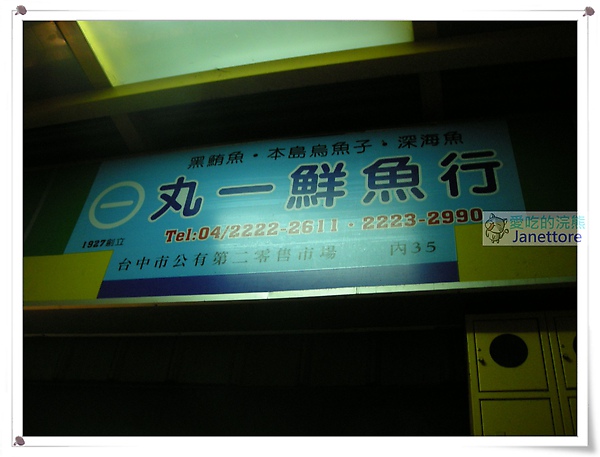 黑鮪魚・本島烏魚子・深海魚
丸一鮮魚行
Tel:04/2222-2611・2223-2990
1927創立
台中市公有第二零售市場 內35
愛吃的浣熊
Janettore